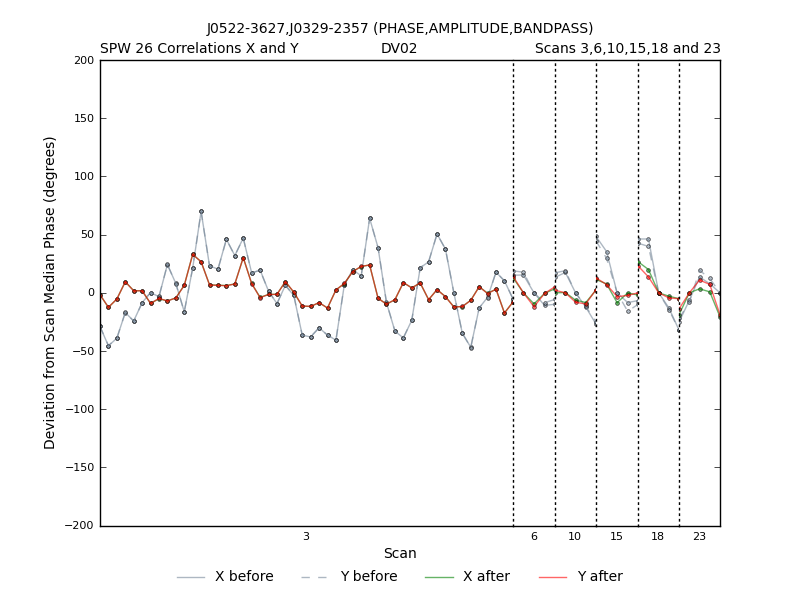 J0522-3627,J0329-2357 (PHASE,AMPLITUDE,BANDPASS)
SPW 26 Correlations X and Y DV02 Scans 3,6,10,15,18 and 23
200
150
100
50
0
−50
−100
−150
−200
Deviation from Scan Median Phase (degrees)
3 6 10 15 18 23
Scan
X before Y before X after Y after